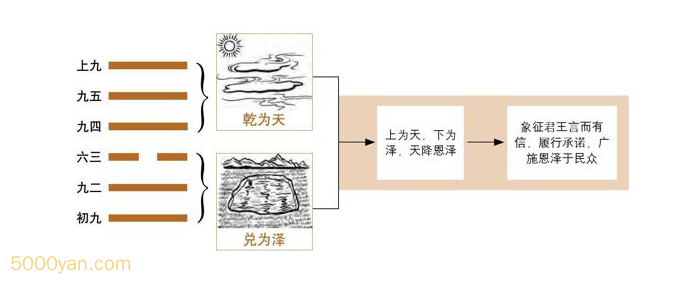 上九
九五
九四
六三
九二
初九
乾为天
兑为泽
上为天，下为
泽，天降恩泽
象征君王言而有
信，履行承诺，广
施恩泽于民众
5000yan.com